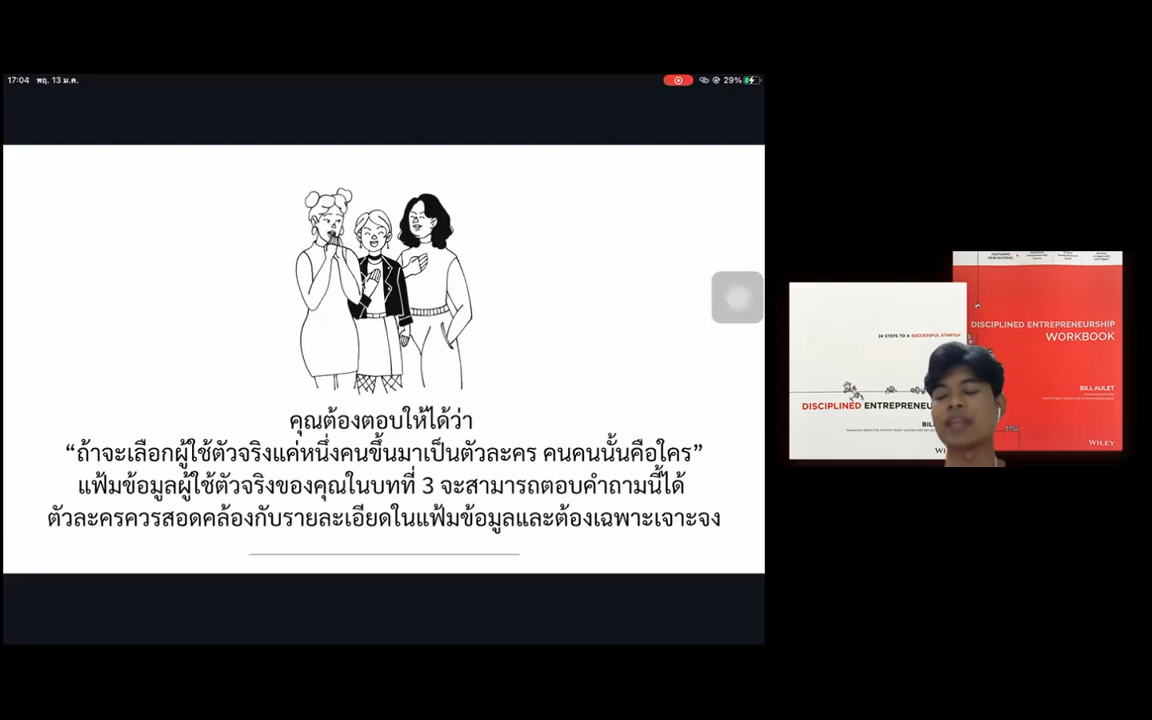 17:04 พฤ. 13 ม.ค.
29%
คุณต้องตอบให้ได้ว่า
“ถ้าจะเลือกผู้ใช้ตัวจริงแค่หนึ่งคนขึ้นมาเป็นตัวละคร คนคนนั้นคือใคร”
แฟ้มข้อมูลผู้ใช้ตัวจริงของคุณในบทที่ 3 จะสามารถตอบคำถามนี้ได้
ตัวละครควรสอดคล้องกับรายละเอียดในแฟ้มข้อมูลและต้องเฉพาะเจาะจง
24 STEPS TO A SUCCESSFUL STARTUP
DISCIPLINED ENTREPRENEU
BIL
WI
DISCIPLINED ENTREPRENEURSHIP
WORKBOOK
BILL AULET
WILEY